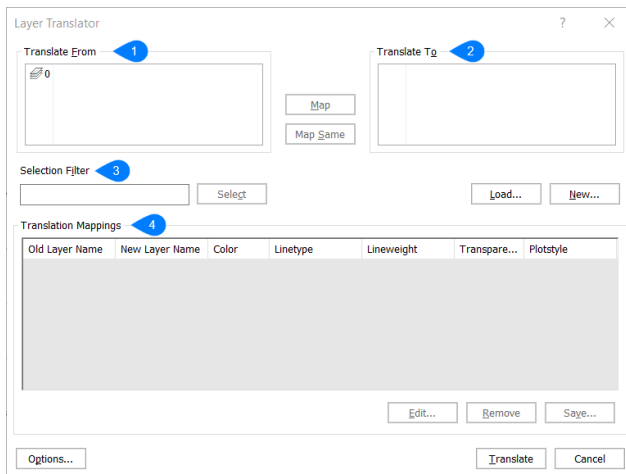 Layer Translator ? ×
Translate From 1 Translate To 2
0
Map
Map Same
Selection Filter 3
Select Load... New...
Translation Mappings 4
Old Layer Name New Layer Name Color Linetype Lineweight Transpare... Plotstyle
Edit... Remove Save...
Options... Translate Cancel